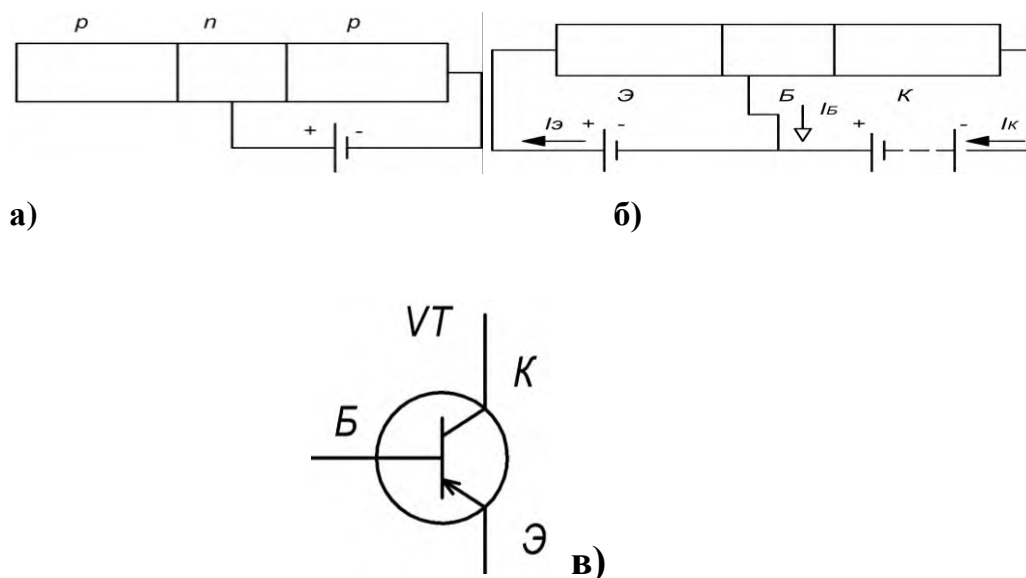 p n p
+ -
Э Б К
Iэ + - IБ + - Iк
а) б)
VT
К
Б
Э
в)